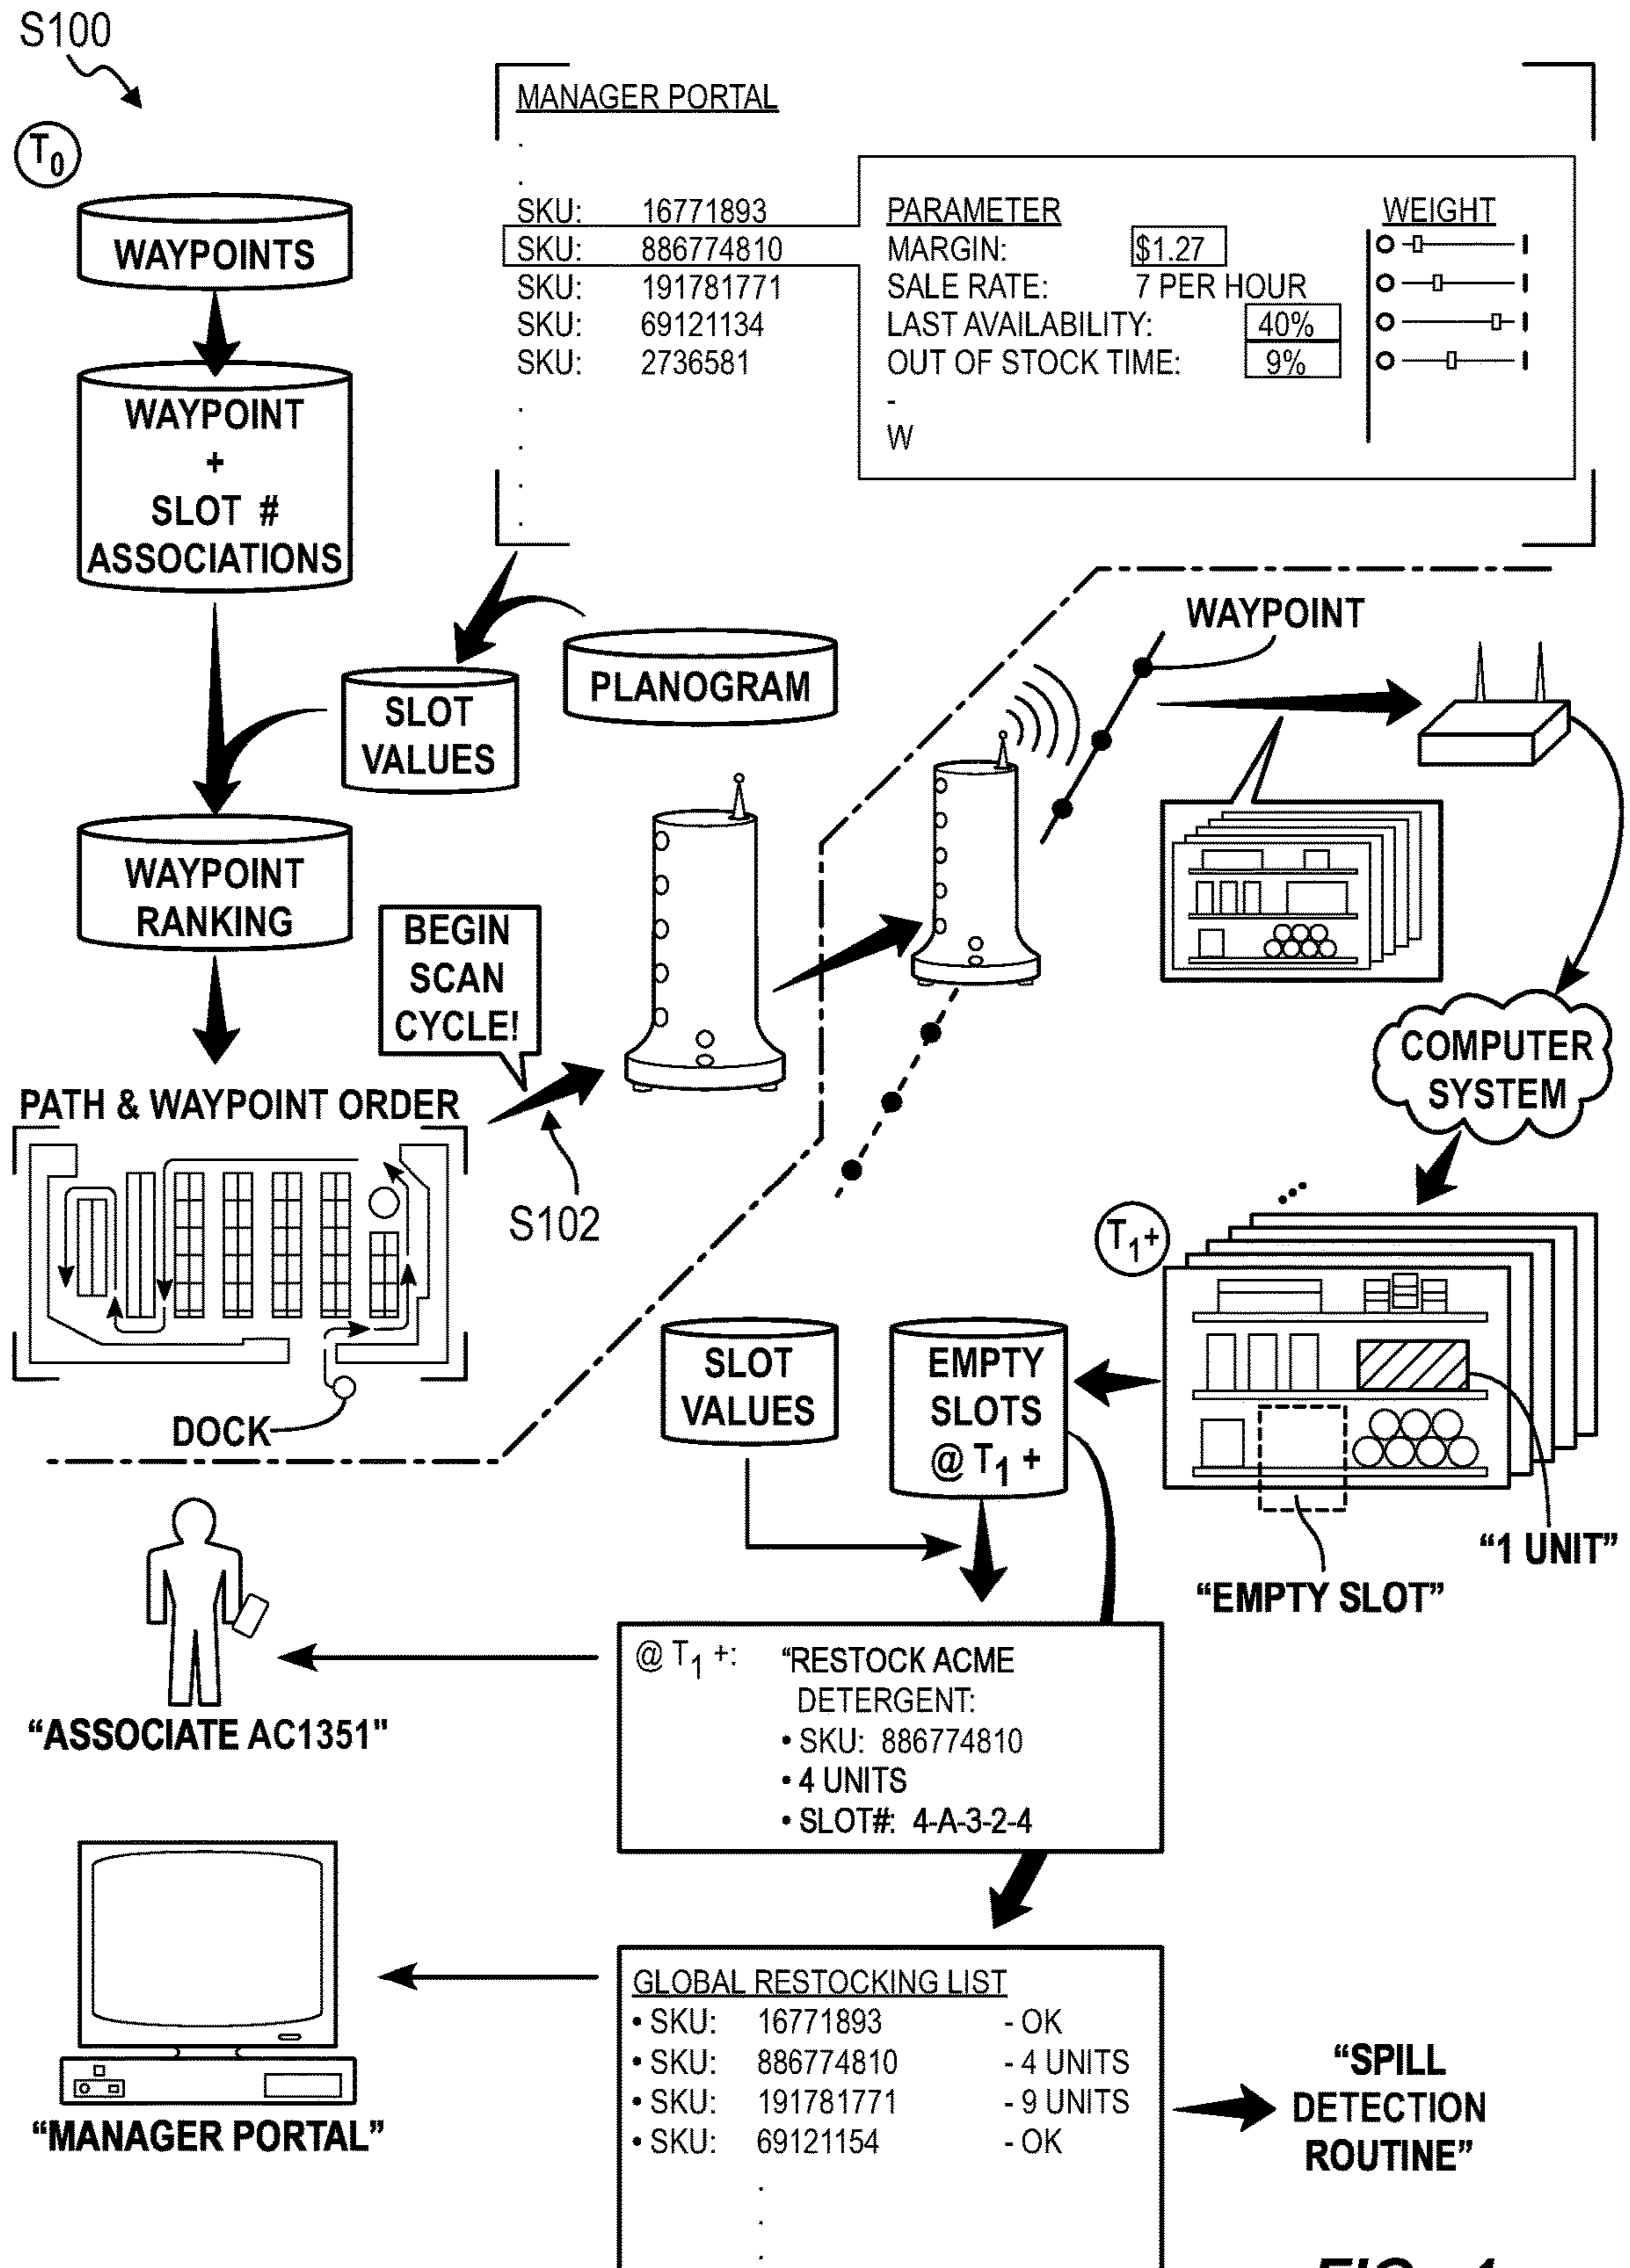 S100
T0
MANAGER PORTAL
SKU: 16771893
SKU: 886774810
SKU: 191781771
SKU: 69121134
SKU: 2736581
PARAMETER WEIGHT
MARGIN: $1.27
SALE RATE: 7 PER HOUR
LAST AVAILABILITY: 40%
OUT OF STOCK TIME: 9%
-
W
WAYPOINTS
WAYPOINT
+
SLOT #
ASSOCIATIONS
PLANOGRAM
SLOT
VALUES
WAYPOINT
RANKING
BEGIN
SCAN
CYCLE!
S102
PATH & WAYPOINT ORDER
DOCK
WAYPOINT
COMPUTER
SYSTEM
T1+
"1 UNIT"
"EMPTY SLOT"
SLOT
VALUES
EMPTY
SLOTS
@ T1 +
@ T1 +: "RESTOCK ACME
DETERGENT:
• SKU: 886774810
• 4 UNITS
• SLOT#: 4-A-3-2-4
"ASSOCIATE AC1351"
"MANAGER PORTAL"
GLOBAL RESTOCKING LIST
• SKU: 16771893 - OK
• SKU: 886774810 - 4 UNITS
• SKU: 191781771 - 9 UNITS
• SKU: 69121154 - OK
"SPILL
DETECTION
ROUTINE"